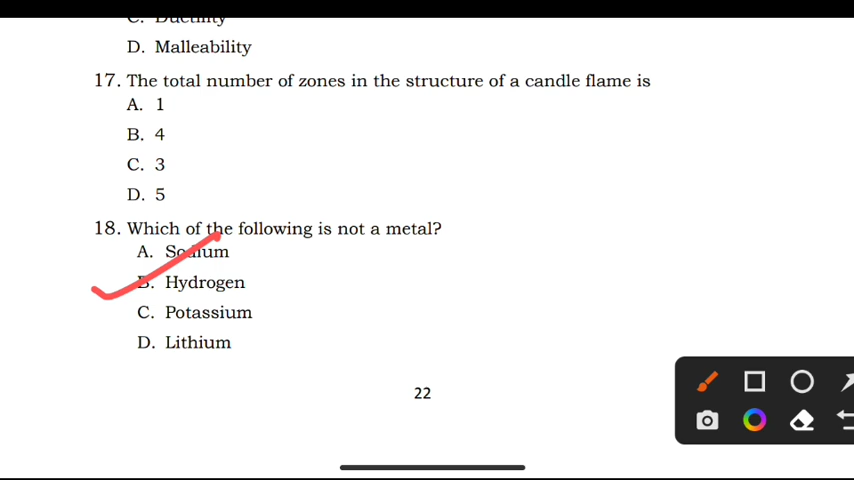 C. Ductility
D. Malleability
17. The total number of zones in the structure of a candle flame is
A. 1
B. 4
C. 3
D. 5
18. Which of the following is not a metal?
A. Sodium
B. Hydrogen
C. Potassium
D. Lithium
22